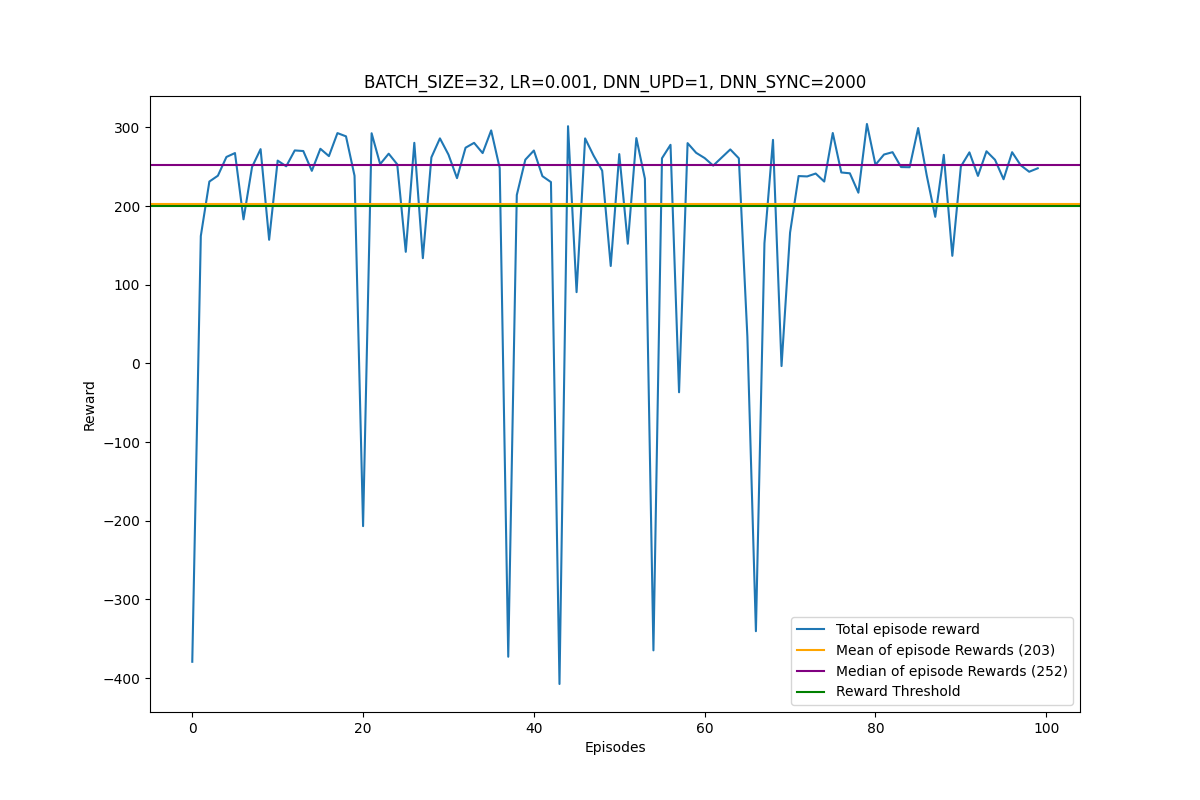 BATCH_SIZE=32, LR=0.001, DNN_UPD=1, DNN_SYNC=2000
300
200
100
0
−100
−200
−300
−400
Reward
Total episode reward
Mean of episode Rewards (203)
Median of episode Rewards (252)
Reward Threshold
0 20 40 60 80 100
Episodes